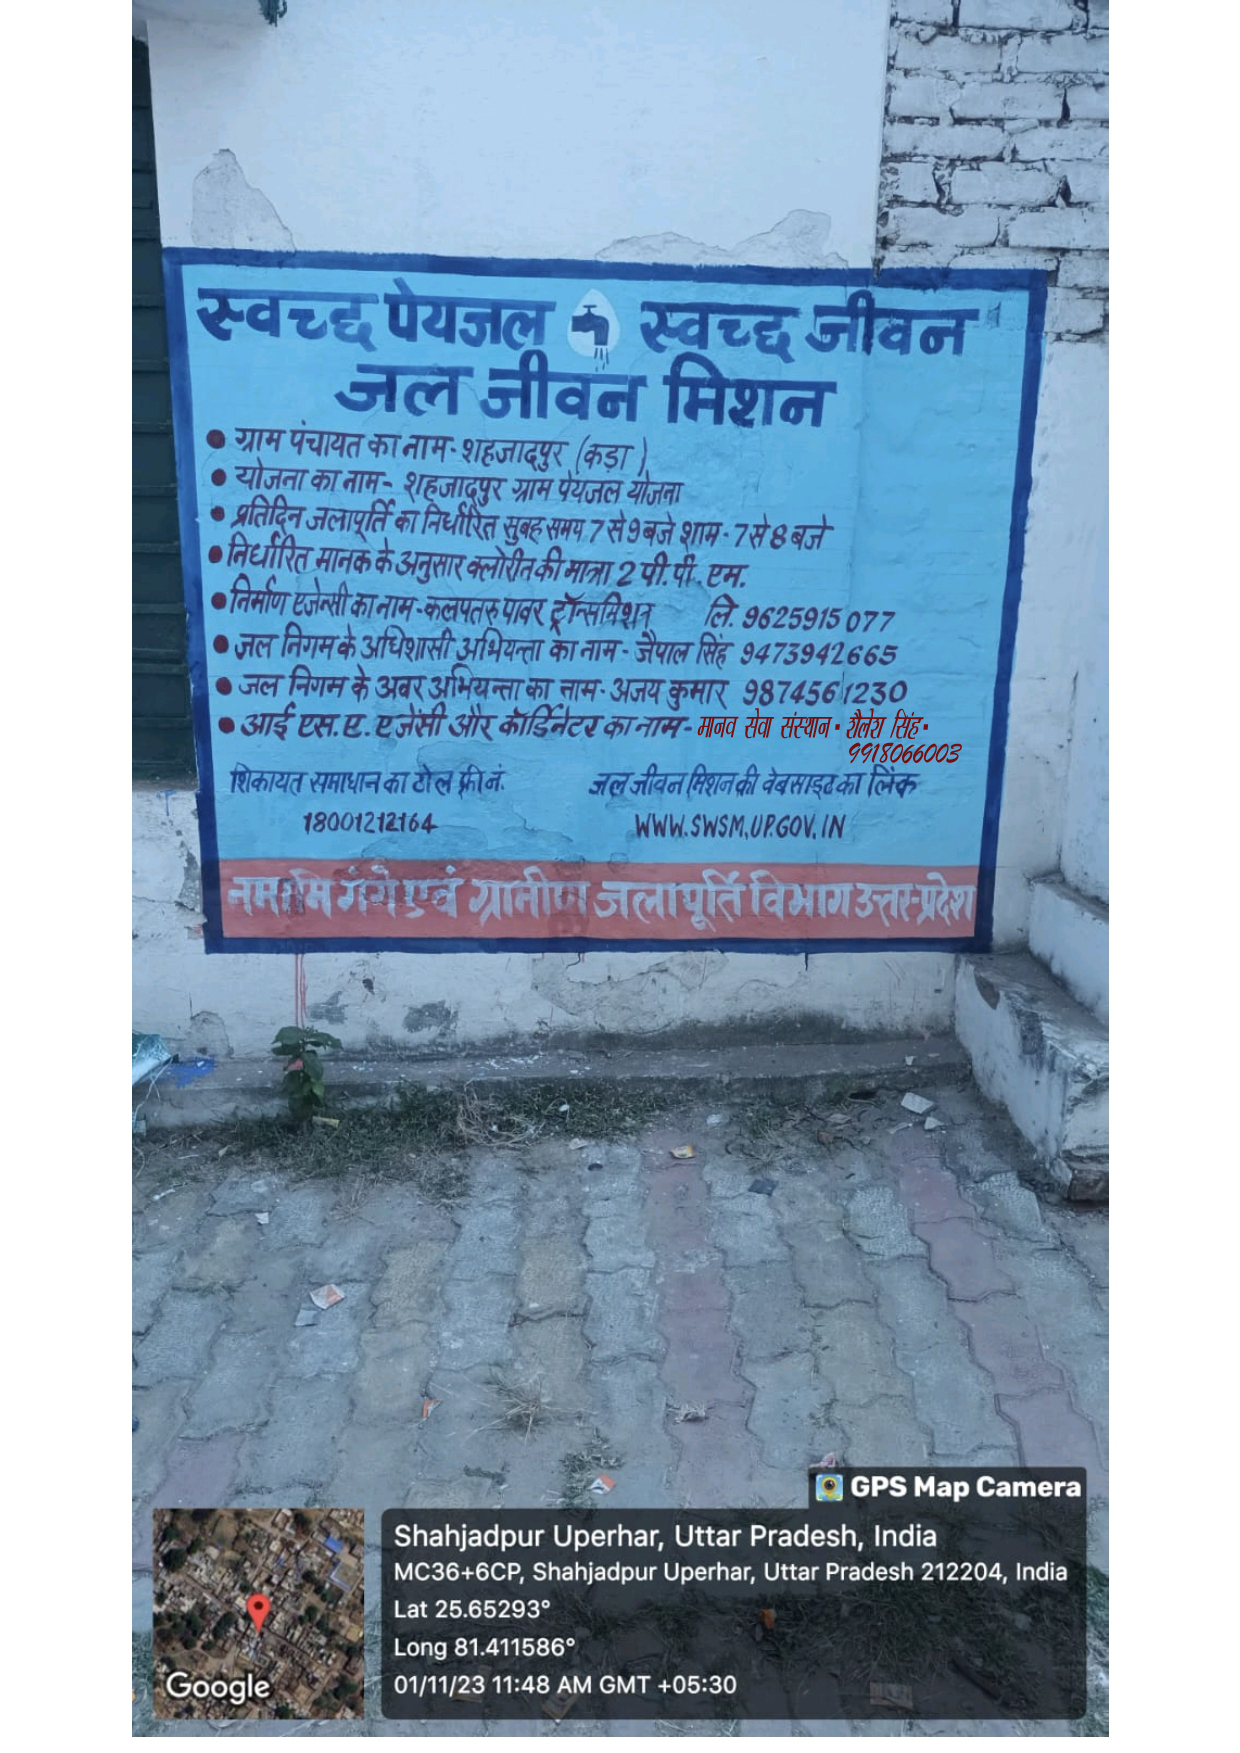 स्वच्छ पेयजल स्वच्छ जीवन
जल जीवन मिशन
• ग्राम पंचायत का नाम- शहजादपुर (कड़ा)
• योजना का नाम- शहजादपुर ग्राम पेयजल योजना
• प्रतिदिन जलापूर्ति का निर्धारित सुबह समय 7 से 9 बजे शाम- 7 से 8 बजे
• निर्धारित मानक के अनुसार क्लोरीन की मात्रा 2 पी.पी.एम.
• निर्माण एजेन्सी का नाम- कलपतरु पावर ट्रॉन्समिशन लि. 9625915077
• जल निगम के अधिशासी अभियन्ता का नाम- जैपाल सिंह 9473942665
• जल निगम के अवर अभियन्ता का नाम- अजय कुमार 9874561230
• आई एस.ए. एजेंसी और कॉर्डिनेटर का नाम- मानव सेवा संस्थान - शैलेश सिंह-
9918066003
शिकायत समाधान का टोल फ्री नं. जल जीवन मिशन की वेबसाइट का लिंक
18001212164 WWW.SWSM,UP.GOV.IN
नमामि गंगे एवं ग्रामीण जलापूर्ति विभाग उत्तर-प्रदेश
GPS Map Camera
Shahjadpur Uperhar, Uttar Pradesh, India
MC36+6CP, Shahjadpur Uperhar, Uttar Pradesh 212204, India
Lat 25.65293°
Long 81.411586°
01/11/23 11:48 AM GMT +05:30
Google